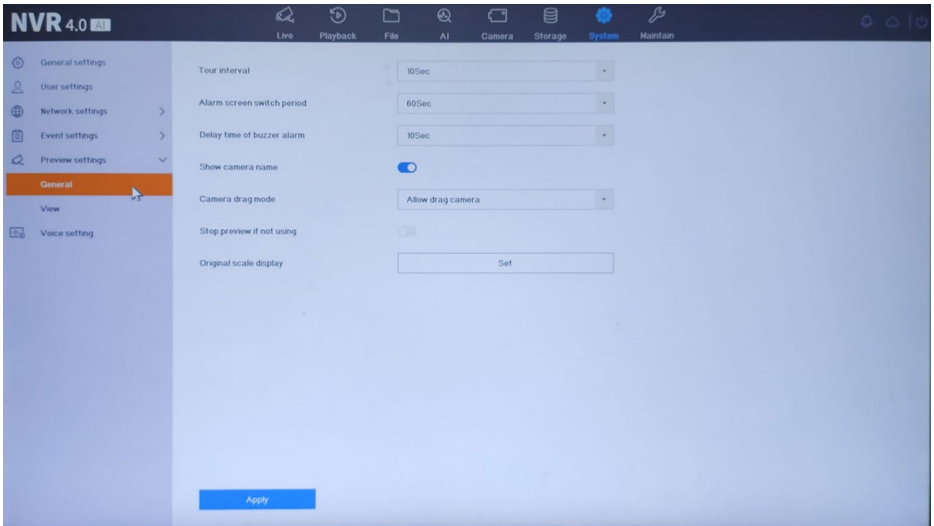 NVR 4.0 AI
Live
Playback
File
AI
Camera
Storage
System
Maintain
General settings
User settings
Network settings
Event settings
Preview settings
General
View
Voice setting
Tour interval
10Sec
Alarm screen switch period
60Sec
Delay time of buzzer alarm
10Sec
Show camera name
Camera drag mode
Allow drag camera
Stop preview if not using
Original scale display
Set
Apply